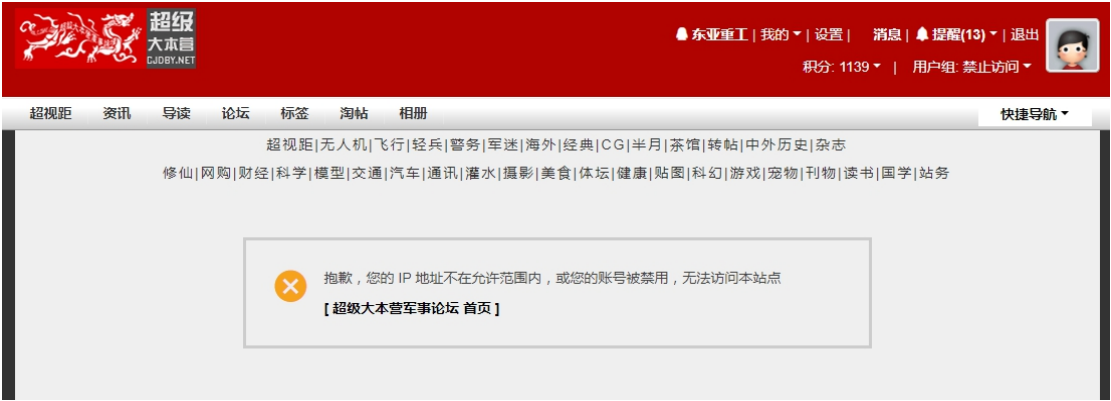 超级
大本营
CJDBY.NET
东亚重工 | 我的 | 设置 | 消息 | 提醒(13) | 退出
积分: 1139 | 用户组: 禁止访问
超视距 资讯 导读 论坛 标签 淘帖 相册 快捷导航
超视距|无人机|飞行|轻兵|警务|军迷|海外|经典|CG|半月|茶馆|转帖|中外历史|杂志
修仙|网购|财经|科学|模型|交通|汽车|通讯|灌水|摄影|美食|体坛|健康|贴图|科幻|游戏|宠物|刊物|读书|国学|站务
抱歉，您的 IP 地址不在允许范围内，或您的账号被禁用，无法访问本站点
[ 超级大本营军事论坛 首页 ]